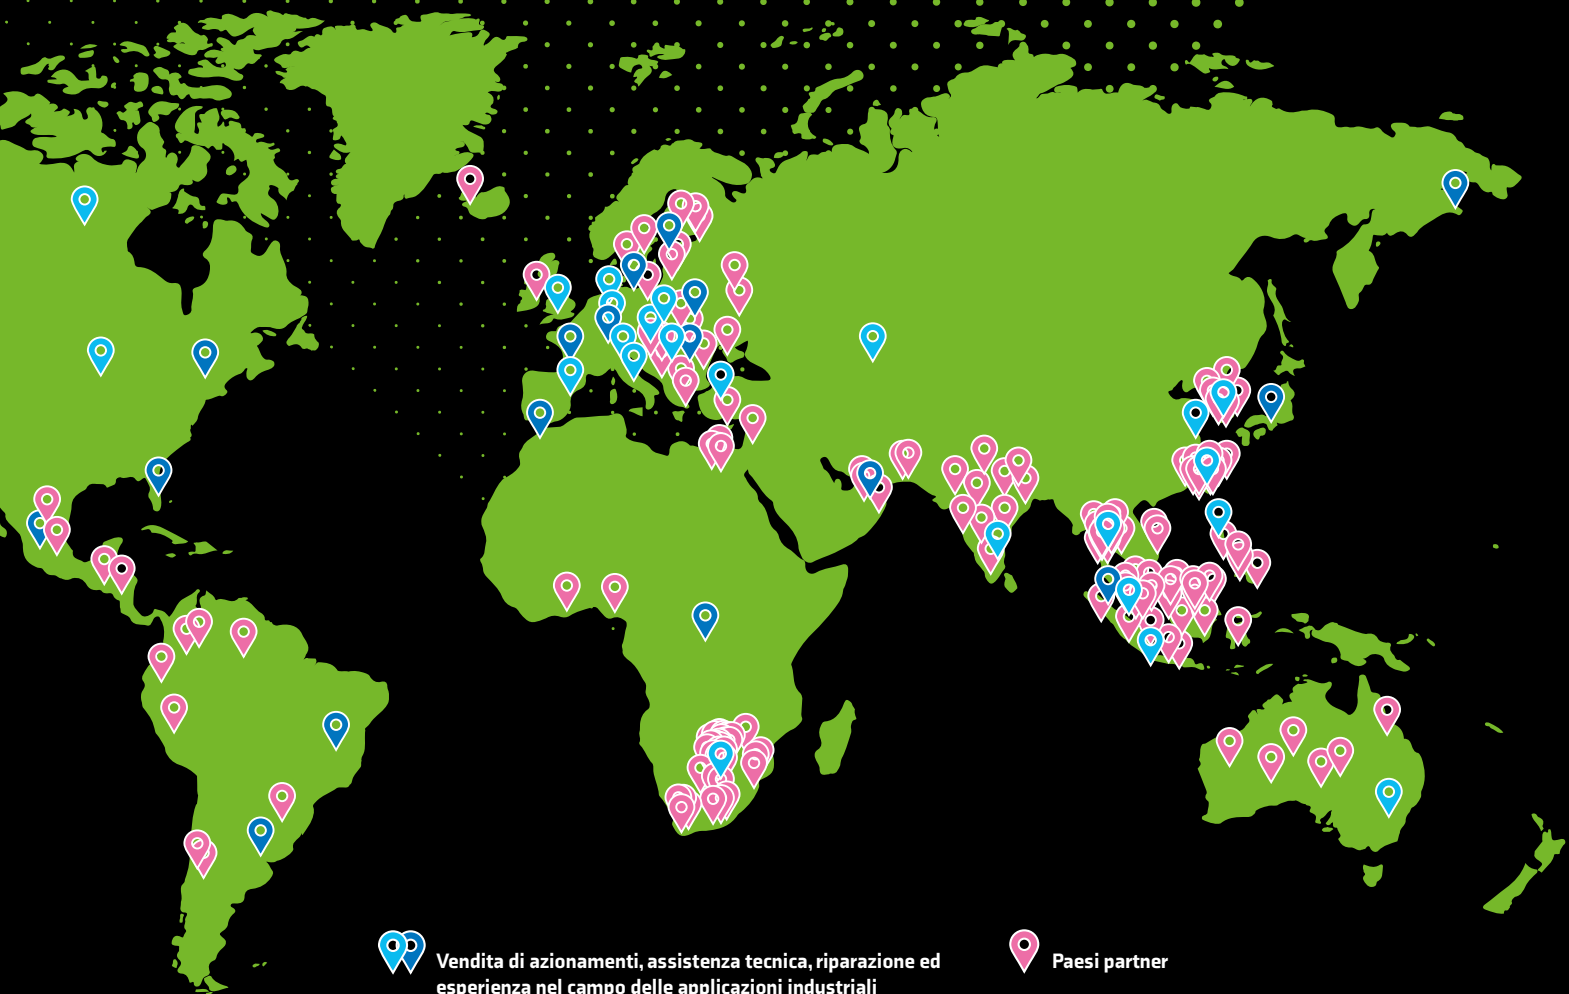 Vendita di azionamenti, assistenza tecnica, riparazione ed
esperienza nel campo delle applicazioni industriali
Paesi partner